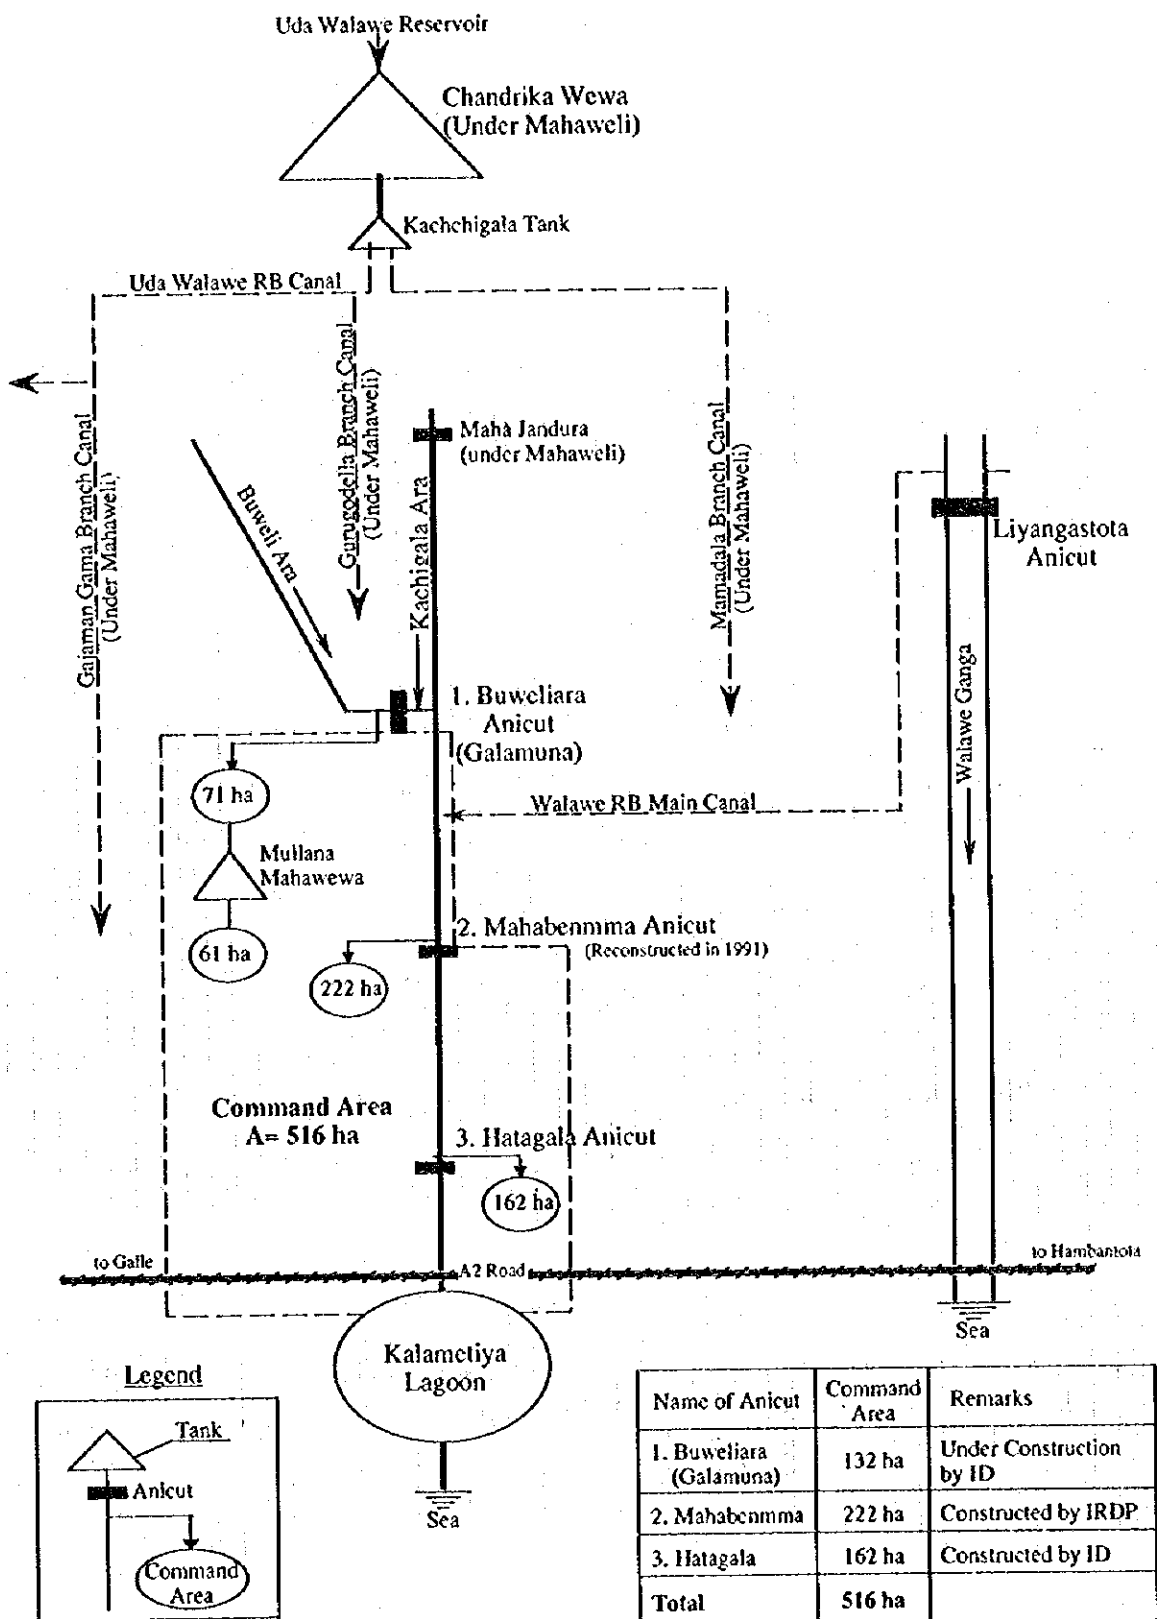 Uda Walawe Reservoir
Chandrika Wewa
(Under Mahaweli)
Kachchigala Tank
Uda Walawe RB Canal
Gajaman Gama Branch Canal
(Under Mahaweli)
Gurugodella Branch Canal
(Under Mahaweli)
Maha Jandura
(under Mahaweli)
Buweli Ara
Kachigala Ara
Mamadala Branch Canal
(Under Mahaweli)
Liyangastota
Anicut
Walawe Ganga
1. Buweliara
Anicut
(Galamuna)
71 ha
Walawe RB Main Canal
Mullana
Mahawewa
61 ha
2. Mahabenmma Anicut
(Reconstructed in 1991)
222 ha
Command Area
A= 516 ha
3. Hatagala Anicut
162 ha
to Galle
A2 Road
to Hambantota
Sea
Kalametiya
Lagoon
Sea
Legend
Tank
Anicut
Command
Area
Name of Anicut Command Area Remarks
1. Buweliara (Galamuna) 132 ha Under Construction by ID
2. Mahabenmma 222 ha Constructed by IRDP
3. Hatagala 162 ha Constructed by ID
Total 516 ha